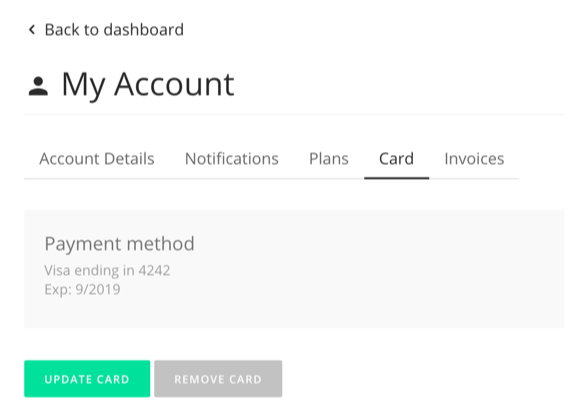 Back to dashboard
My Account
Account Details Notifications Plans Card Invoices
Payment method
Visa ending in 4242
Exp: 9/2019
UPDATE CARD REMOVE CARD